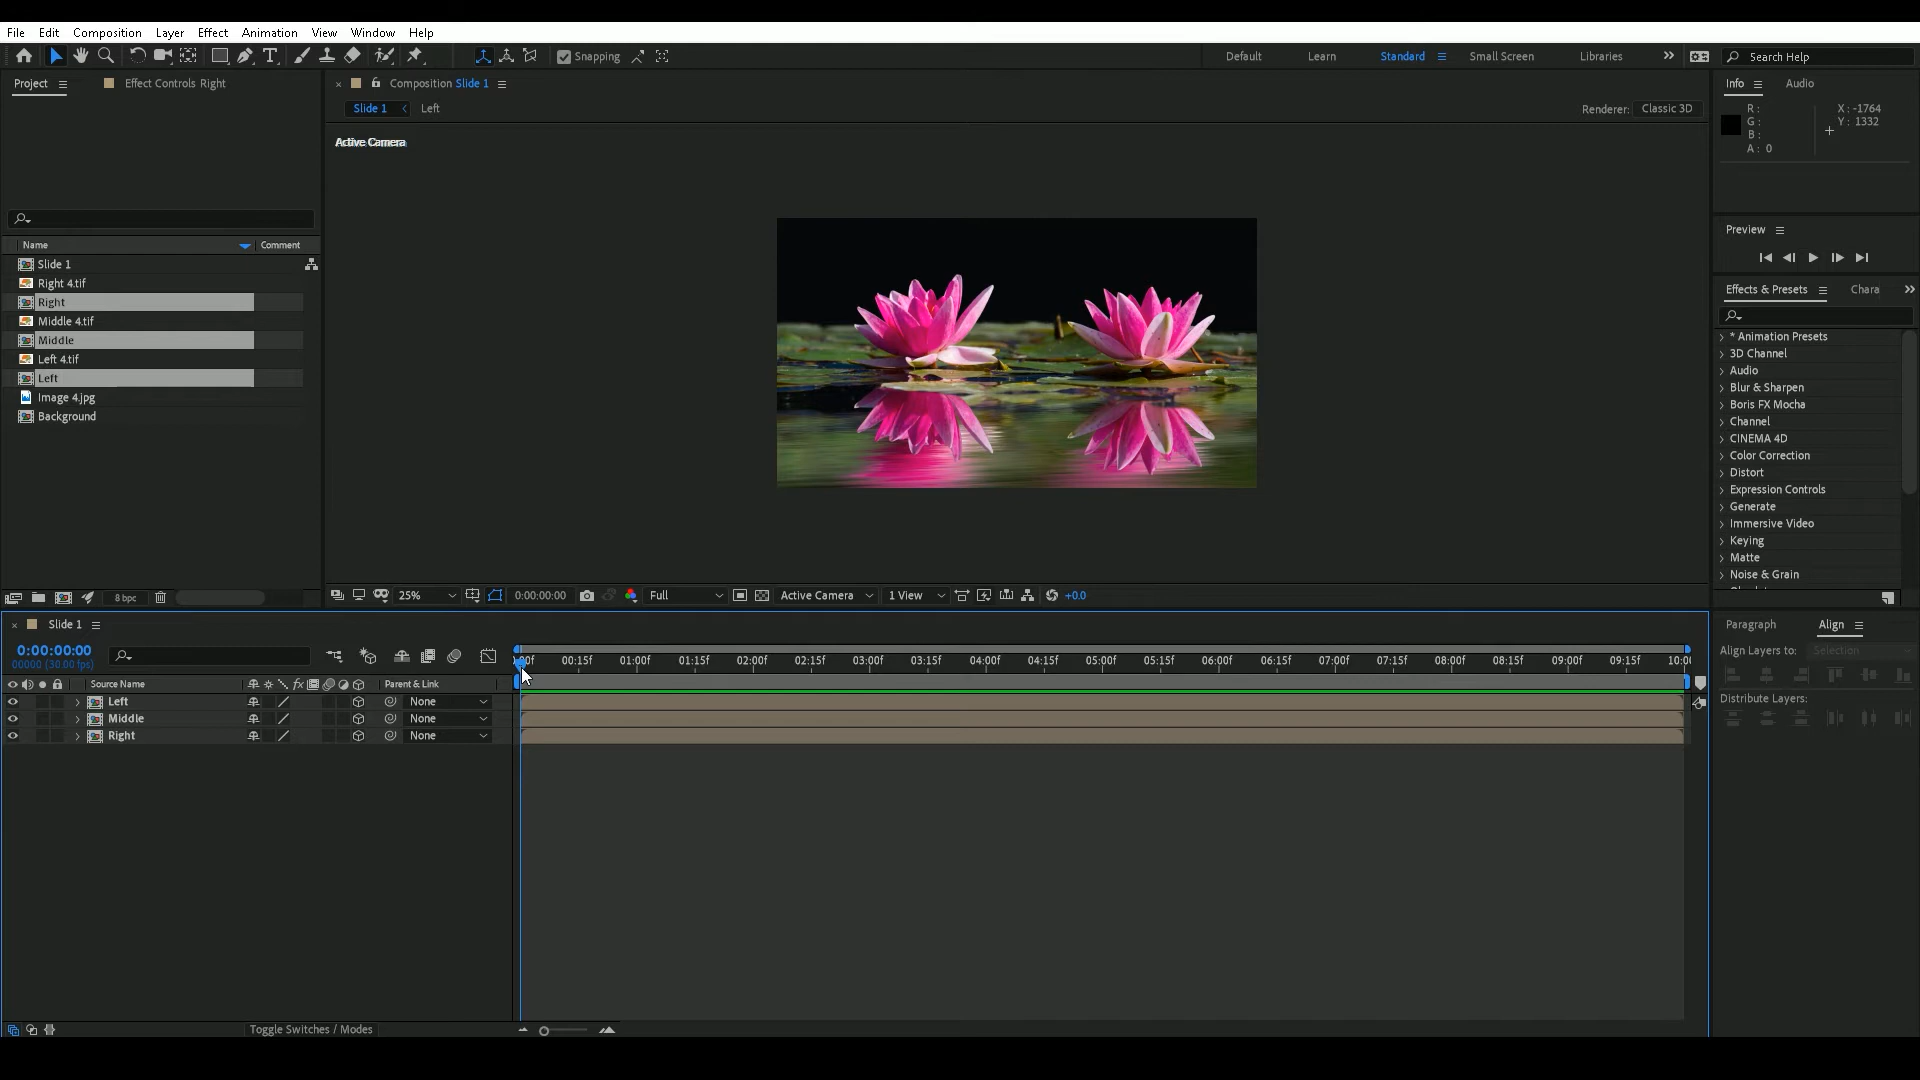 File Edit Composition Layer Effect Animation View Window Help
Snapping Default Learn Standard Small Screen Libraries Search Help
Project Effect Controls Right
Composition Slide 1
Info Audio
Slide 1 Left
Renderer: Classic 3D
R: X: -1764
G: Y: 1332
B:
A: 0
Active Camera
Preview
Name Comment
Slide 1
Right 4.tif
Right
Middle 4.tif
Middle
Left 4.tif
Left
Image 4.jpg
Background
Effects & Presets Chara
* Animation Presets
3D Channel
Audio
Blur & Sharpen
Boris FX Mocha
Channel
CINEMA 4D
Color Correction
Distort
Expression Controls
Generate
Immersive Video
Keying
Matte
Noise & Grain
8 bpc
25% 0:00:00:00 Full Active Camera 1 View +0.0
Slide 1
0:00:00:00
00000 (30.00 fps)
00f 00:15f 01:00f 01:15f 02:00f 02:15f 03:00f 03:15f 04:00f 04:15f 05:00f 05:15f 06:00f 06:15f 07:00f 07:15f 08:00f 08:15f 09:00f 09:15f 10:0
Source Name fx Parent & Link
Left None
Middle None
Right None
Toggle Switches / Modes
Paragraph Align
Align Layers to: Selection
Distribute Layers: